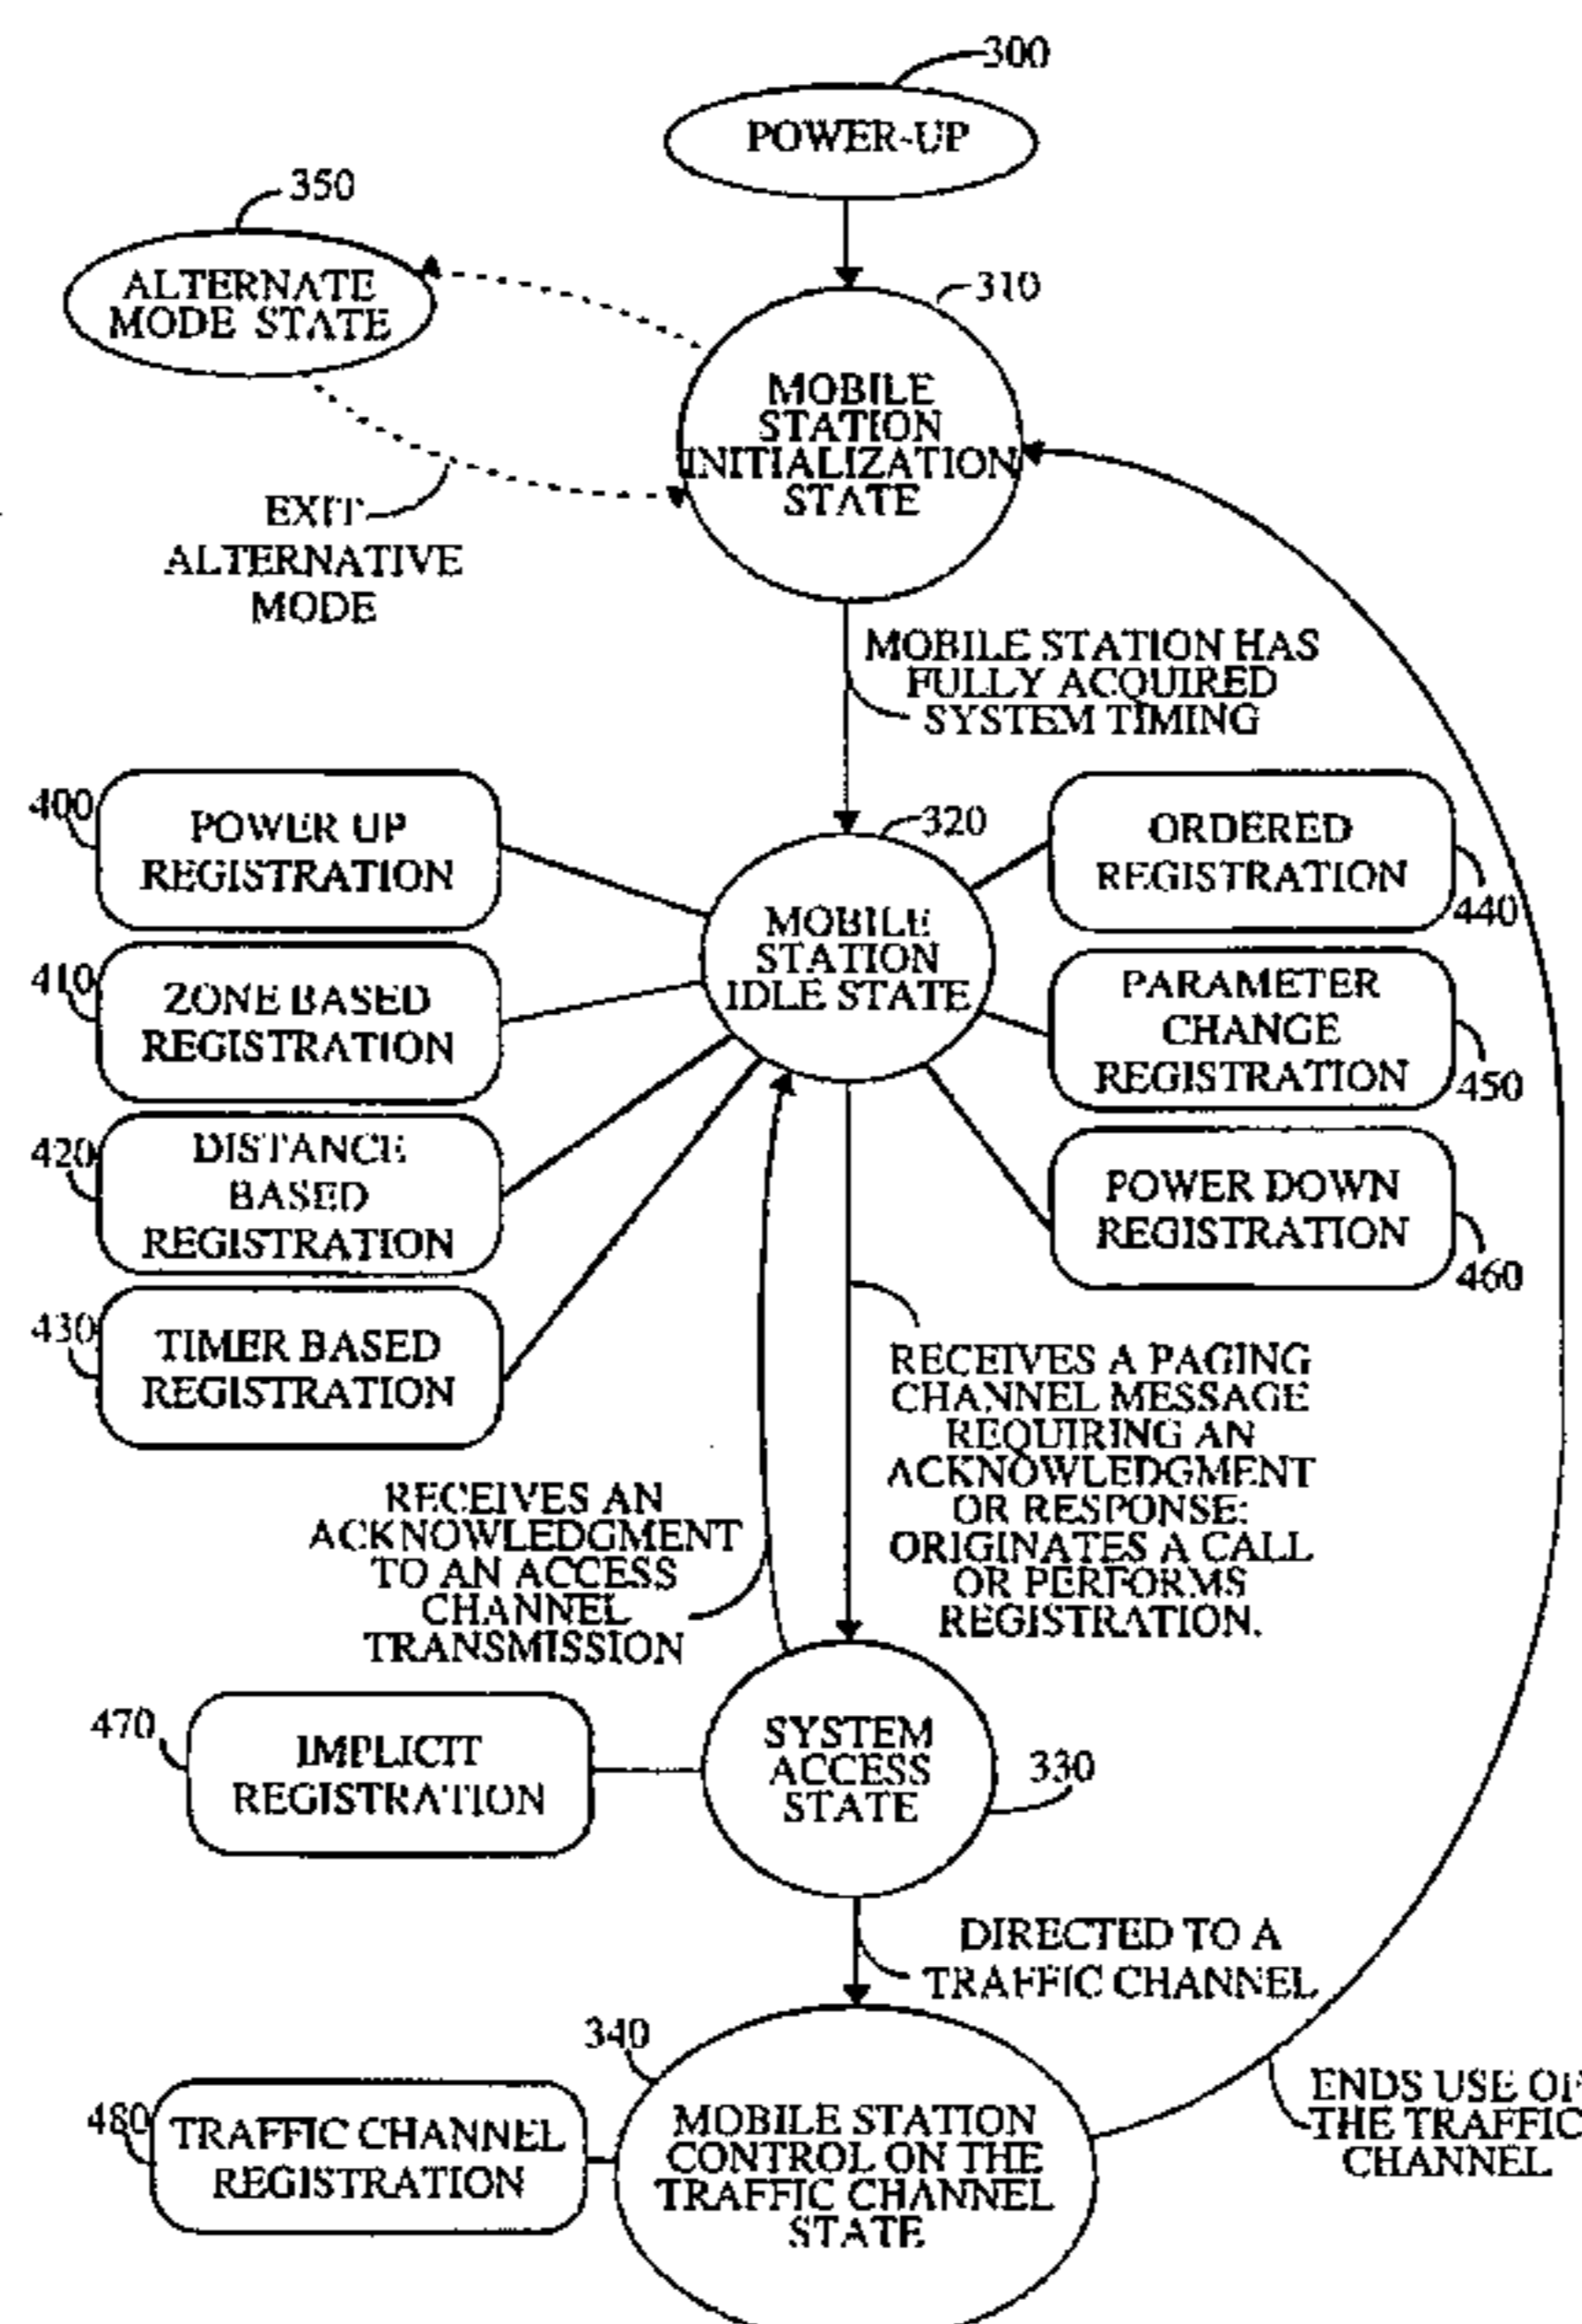 300
POWER-UP
350
ALTERNATE
MODE STATE
310
MOBILE
STATION
INITIALIZATION
STATE
EXIT
ALTERNATIVE
MODE
MOBILE STATION HAS
FULLY ACQUIRED
SYSTEM TIMING
400
POWER UP
REGISTRATION
320
MOBILE
STATION
IDLE STATE
ORDERED
REGISTRATION
440
410
ZONE BASED
REGISTRATION
PARAMETER
CHANGE
REGISTRATION
450
420
DISTANCE
BASED
REGISTRATION
POWER DOWN
REGISTRATION
460
430
TIMER BASED
REGISTRATION
RECEIVES A PAGING
CHANNEL MESSAGE
REQUIRING AN
ACKNOWLEDGMENT
OR RESPONSE:
ORIGINATES A CALL
OR PERFORMS
REGISTRATION.
RECEIVES AN
ACKNOWLEDGMENT
TO AN ACCESS
CHANNEL
TRANSMISSION
470
IMPLICIT
REGISTRATION
SYSTEM
ACCESS
STATE
330
DIRECTED TO A
TRAFFIC CHANNEL
340
480
TRAFFIC CHANNEL
REGISTRATION
MOBILE STATION
CONTROL ON THE
TRAFFIC CHANNEL
STATE
ENDS USE OF
THE TRAFFIC
CHANNEL